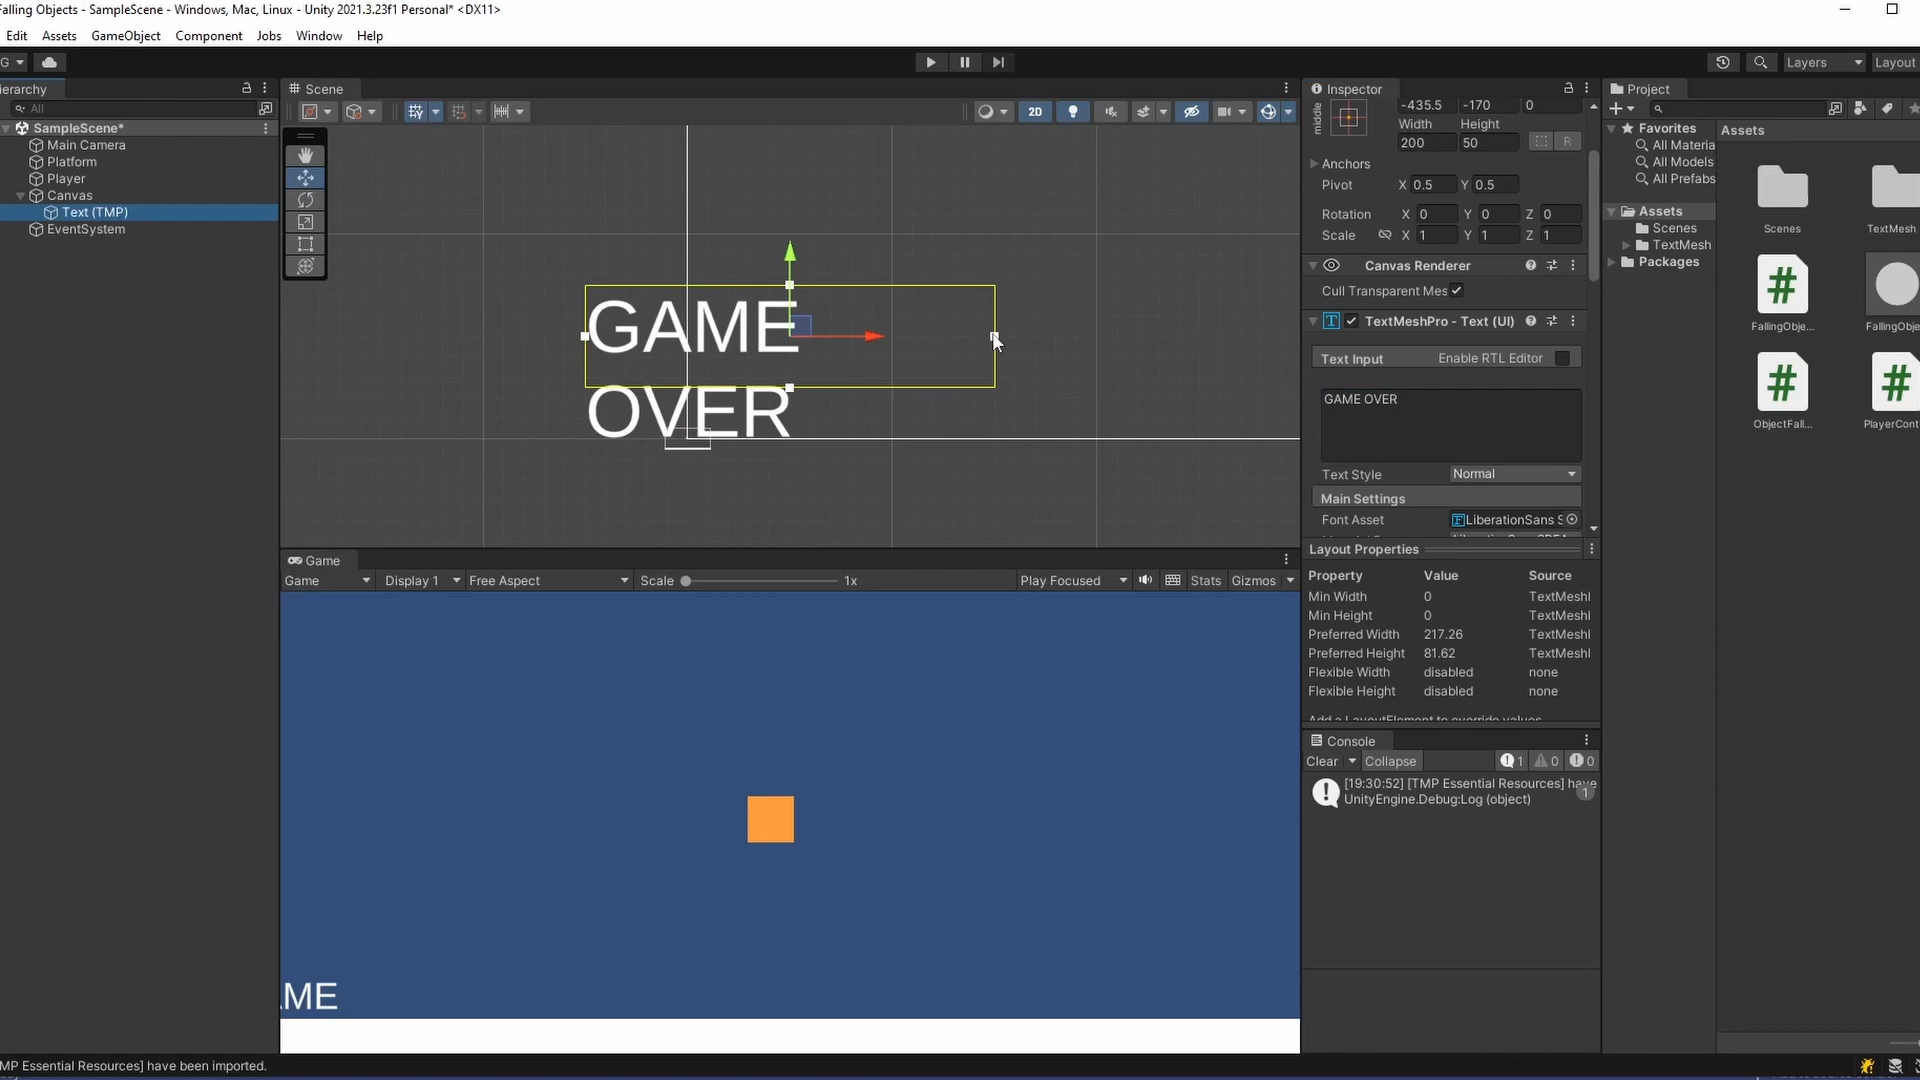 Falling Objects - SampleScene - Windows, Mac, Linux - Unity 2021.3.23f1 Personal* <DX11>
Edit Assets GameObject Component Jobs Window Help
G Layers Layout
ierarchy
All
SampleScene*
Main Camera
Platform
Player
Canvas
Text (TMP)
EventSystem
Scene
2D
GAME
OVER
Game
Game Display 1 Free Aspect Scale 1x Play Focused Stats Gizmos
AME
Inspector
-435.5 -170 0
middle
Width Height
200 50 R
Anchors
Pivot X 0.5 Y 0.5
Rotation X 0 Y 0 Z 0
Scale X 1 Y 1 Z 1
Canvas Renderer
Cull Transparent Mes
TextMeshPro - Text (UI)
Text Input Enable RTL Editor
GAME OVER
Text Style Normal
Main Settings
Font Asset LiberationSans S
Layout Properties
Property Value Source
Min Width 0 TextMeshI
Min Height 0 TextMeshI
Preferred Width 217.26 TextMeshI
Preferred Height 81.62 TextMeshI
Flexible Width disabled none
Flexible Height disabled none
Add a LayoutElement to override values
Console
Clear Collapse 1 0 0
[19:30:52] [TMP Essential Resources] have
UnityEngine.Debug:Log (object)
1
Project
Favorites
All Materia
All Models
All Prefabs
Assets
Scenes
TextMesh
Packages
Assets
Scenes TextMesh
FallingObje... FallingObje
ObjectFall... PlayerCont
MP Essential Resources] have been imported.